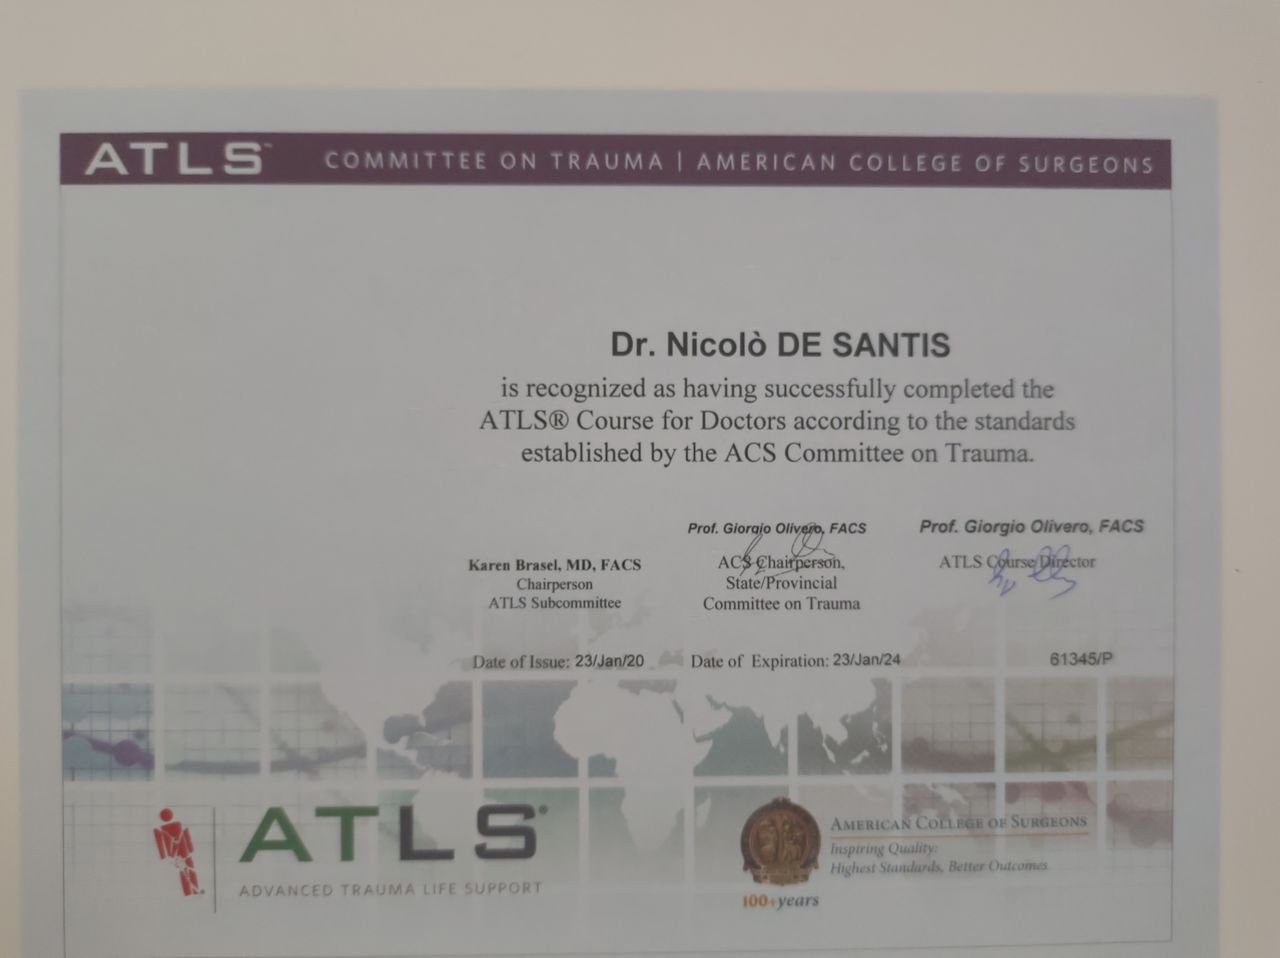 ATLS™ COMMITTEE ON TRAUMA | AMERICAN COLLEGE OF SURGEONS
Dr. Nicolò DE SANTIS
is recognized as having successfully completed the
ATLS® Course for Doctors according to the standards
established by the ACS Committee on Trauma.
Karen Brasel, MD, FACS
Chairperson
ATLS Subcommittee
Prof. Giorgio Olivero, FACS
ACS Chairperson,
State/Provincial
Committee on Trauma
Prof. Giorgio Olivero, FACS
ATLS Course Director
Date of Issue: 23/Jan/20 Date of Expiration: 23/Jan/24 61345/P
ATLS®
ADVANCED TRAUMA LIFE SUPPORT
AMERICAN COLLEGE OF SURGEONS
Inspiring Quality:
Highest Standards, Better Outcomes
100+years